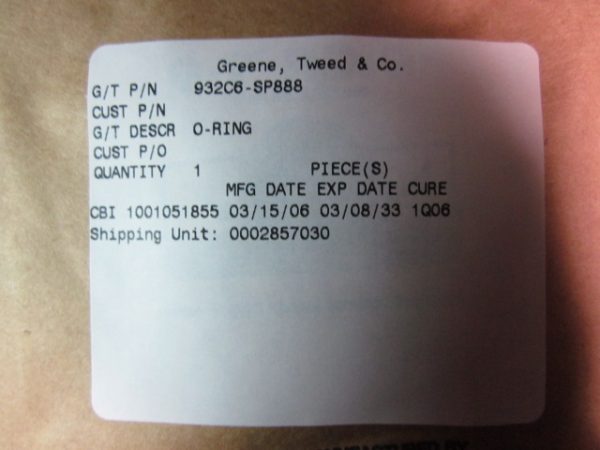 Greene, Tweed & Co.
G/T P/N 932C6-SP888
CUST P/N
G/T DESCR O-RING
CUST P/O
QUANTITY 1 PIECE(S)
MFG DATE EXP DATE CURE
CBI 1001051855 03/15/06 03/08/33 1Q06
Shipping Unit: 0002857030